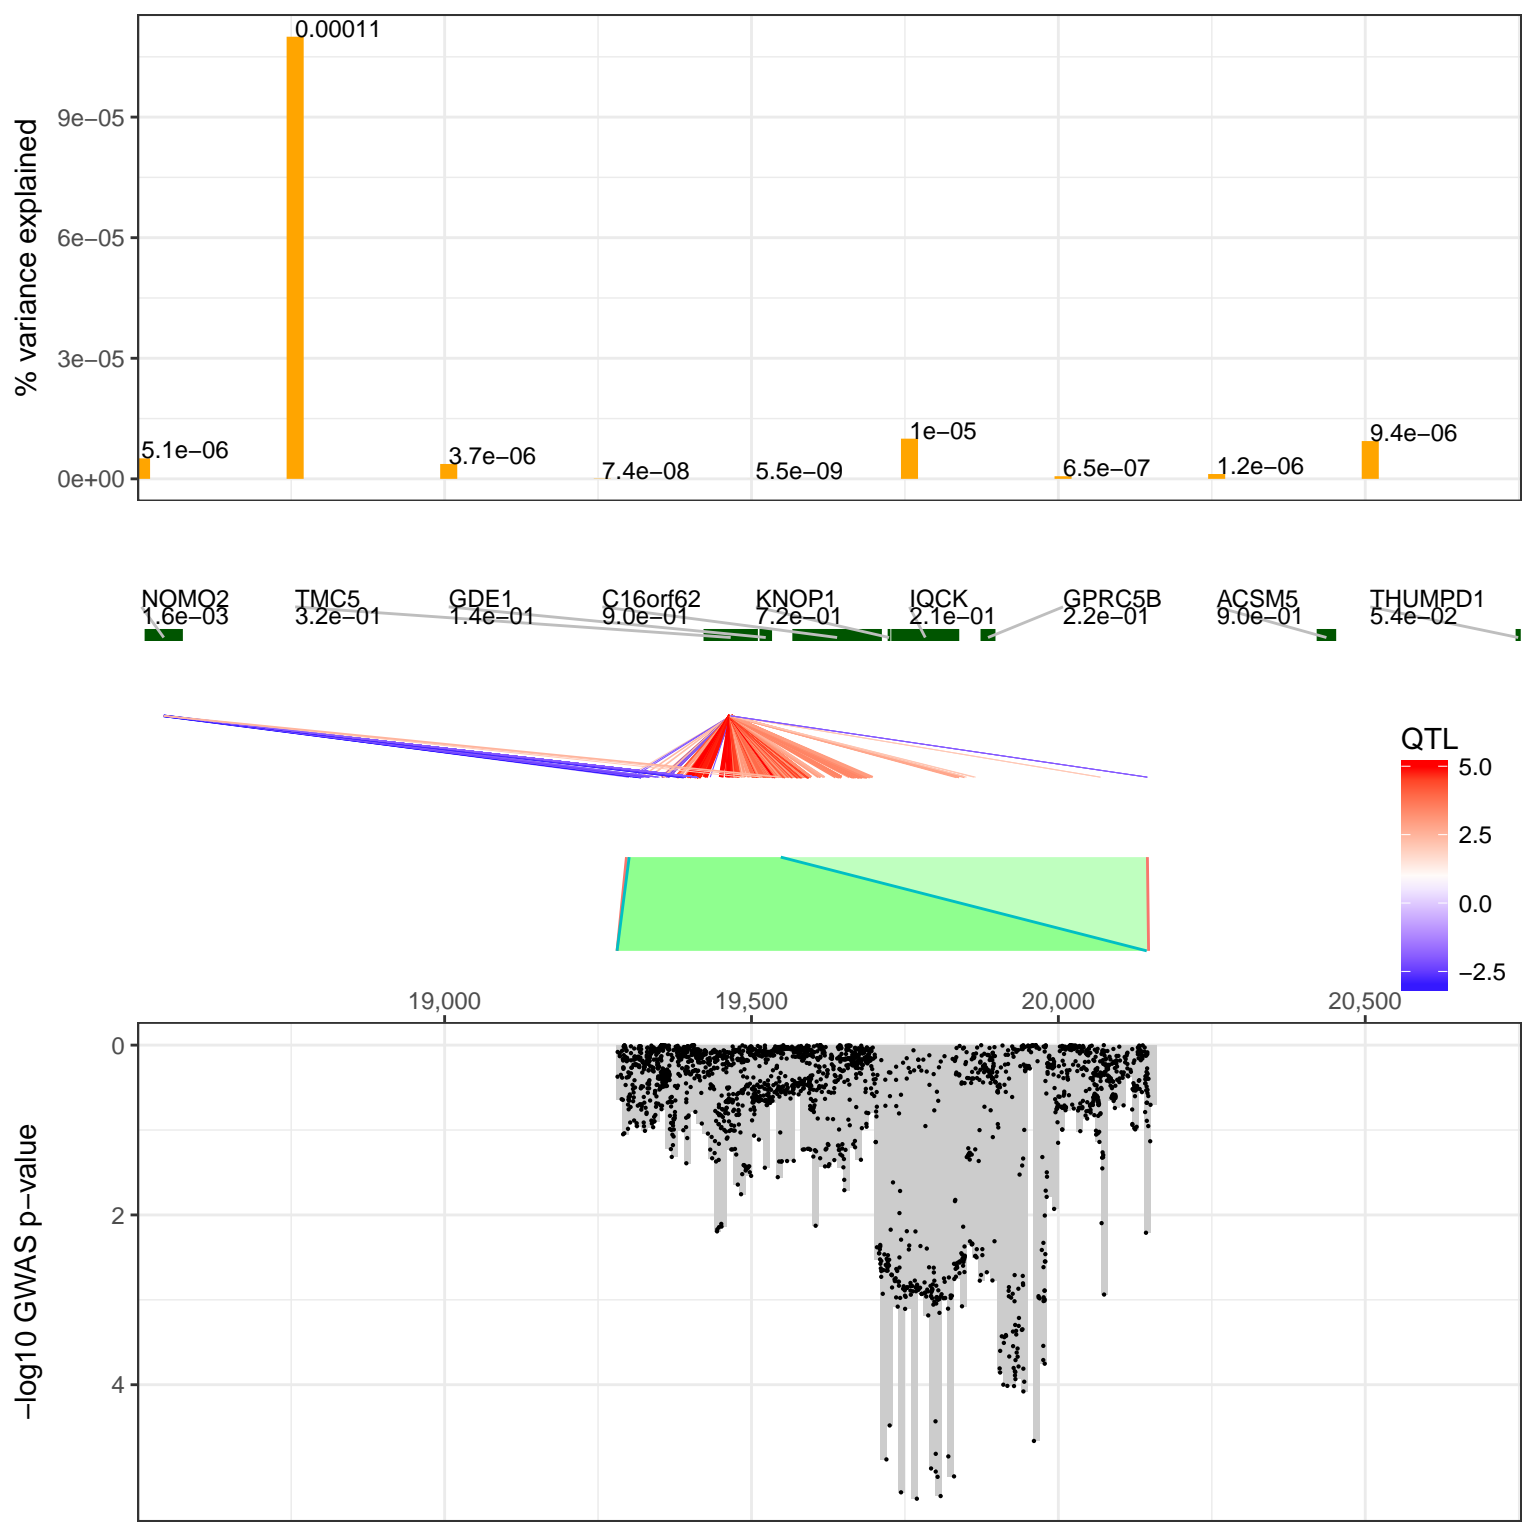 0.00011
9e−05
6e−05
3e−05
0e+00
% variance explained
5.1e−06
3.7e−06
7.4e−08
5.5e−09
1e−05
6.5e−07
1.2e−06
9.4e−06
NOMO2
1.6e−03
TMC5
3.2e−01
GDE1
1.4e−01
C16orf62
9.0e−01
KNOP1
7.2e−01
IQCK
2.1e−01
GPRC5B
2.2e−01
ACSM5
9.0e−01
THUMPD1
5.4e−02
QTL
5.0
2.5
0.0
−2.5
19,000
19,500
20,000
20,500
0
2
4
−log10 GWAS p−value